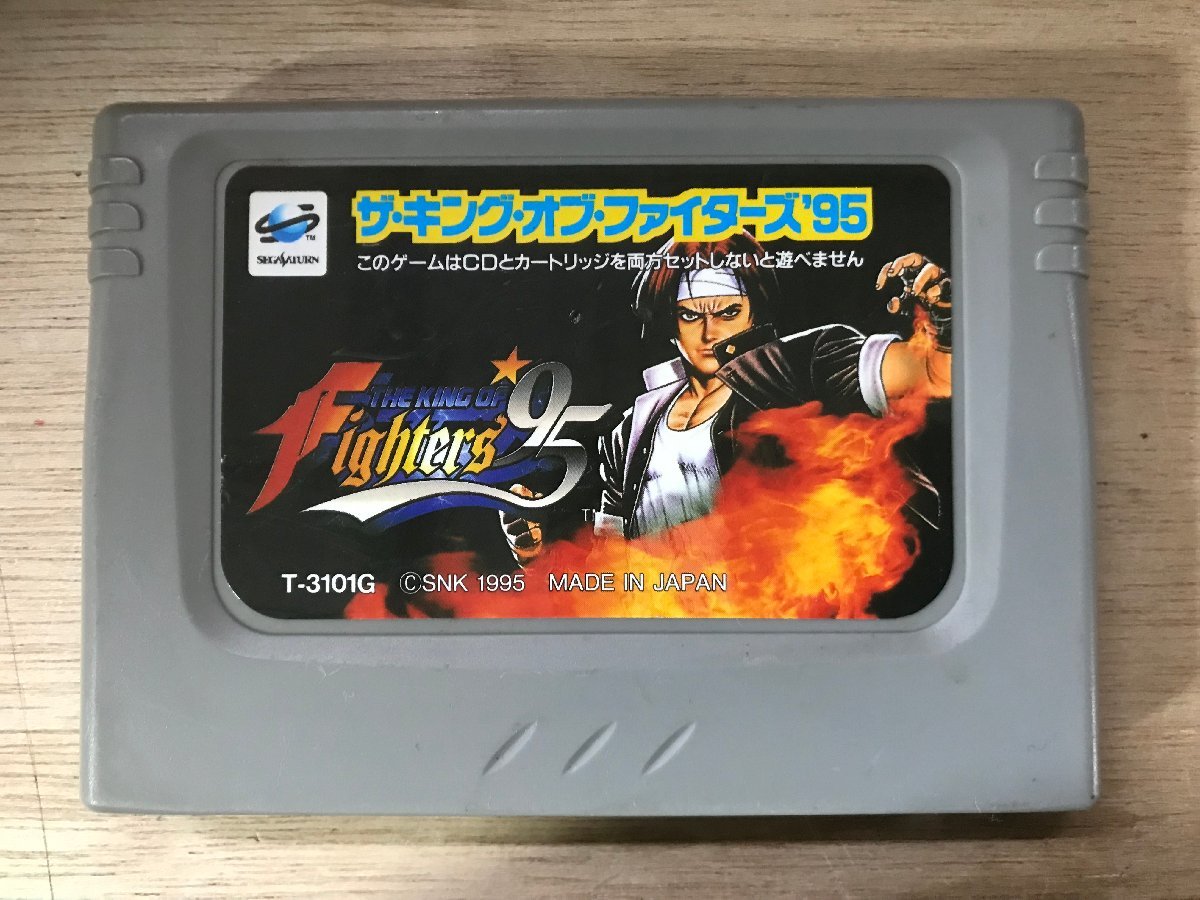 ザ・キング・オブ・ファイターズ'95
SEGA SATURN
TM
このゲームはCDとカートリッジを両方セットしないと遊べません
THE KING OF
Fighters '95
TM
T-3101G ©SNK 1995 MADE IN JAPAN